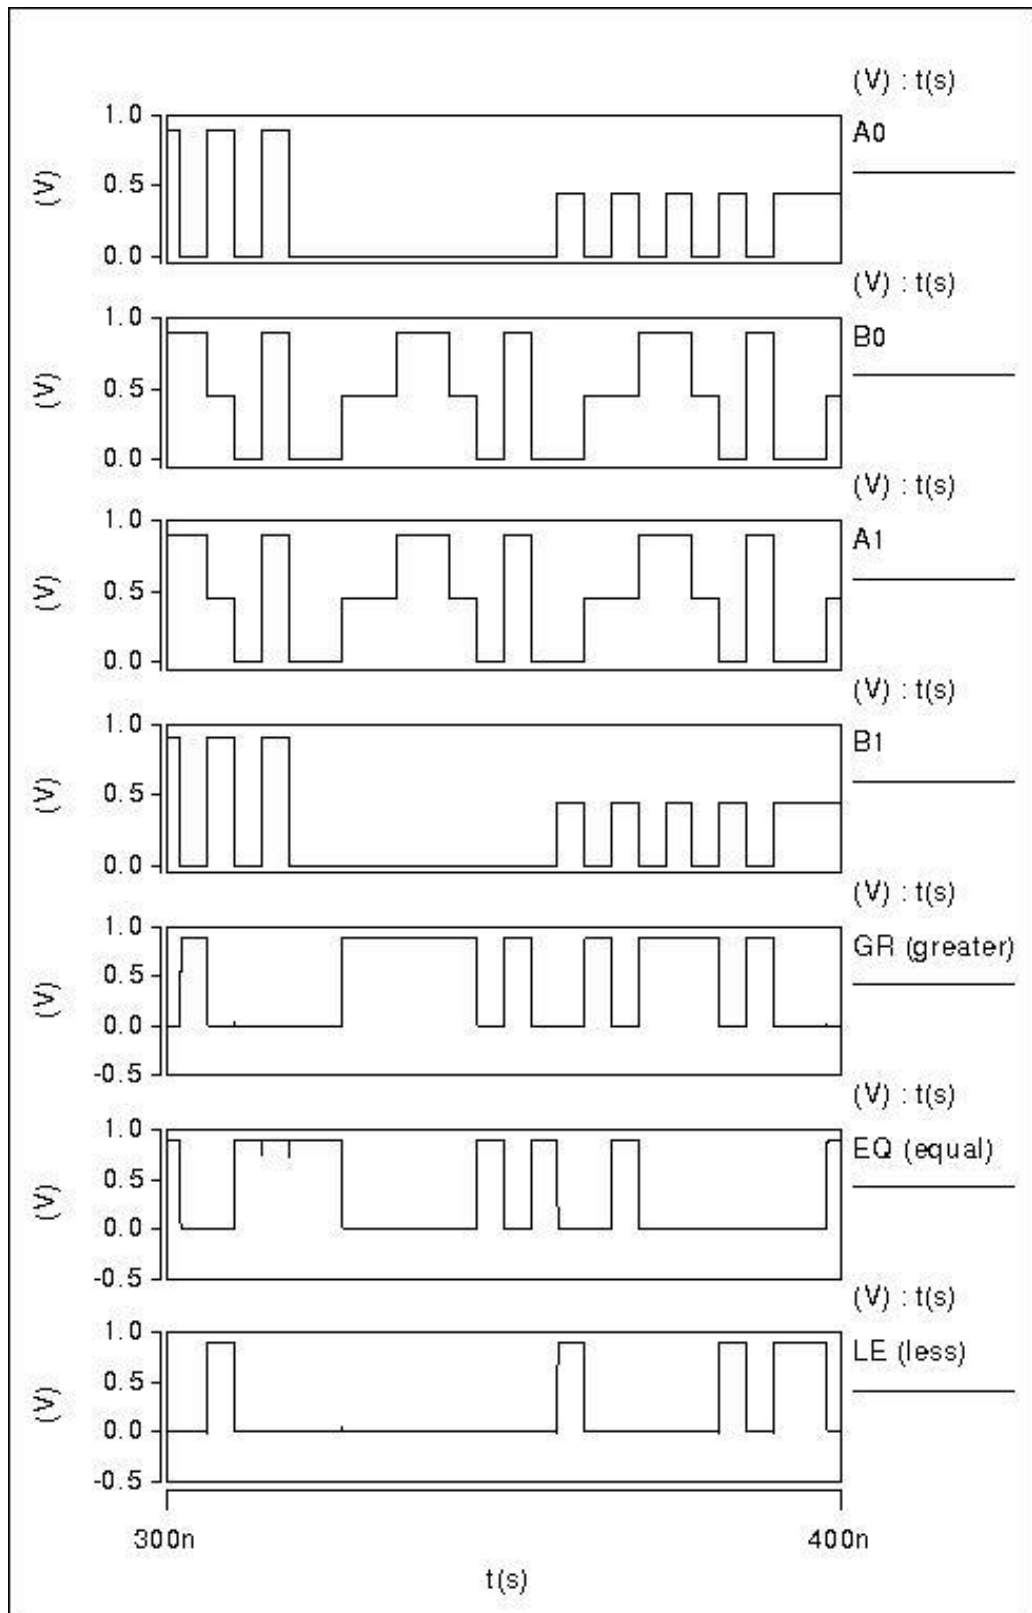 (V) : t(s)
A0
1.0
0.5
0.0
(V)
(V) : t(s)
B0
1.0
0.5
0.0
(V)
(V) : t(s)
A1
1.0
0.5
0.0
(V)
(V) : t(s)
B1
1.0
0.5
0.0
(V)
(V) : t(s)
GR (greater)
1.0
0.5
0.0
-0.5
(V)
(V) : t(s)
EQ (equal)
1.0
0.5
0.0
-0.5
(V)
(V) : t(s)
LE (less)
1.0
0.5
0.0
-0.5
(V)
300n 400n
t(s)